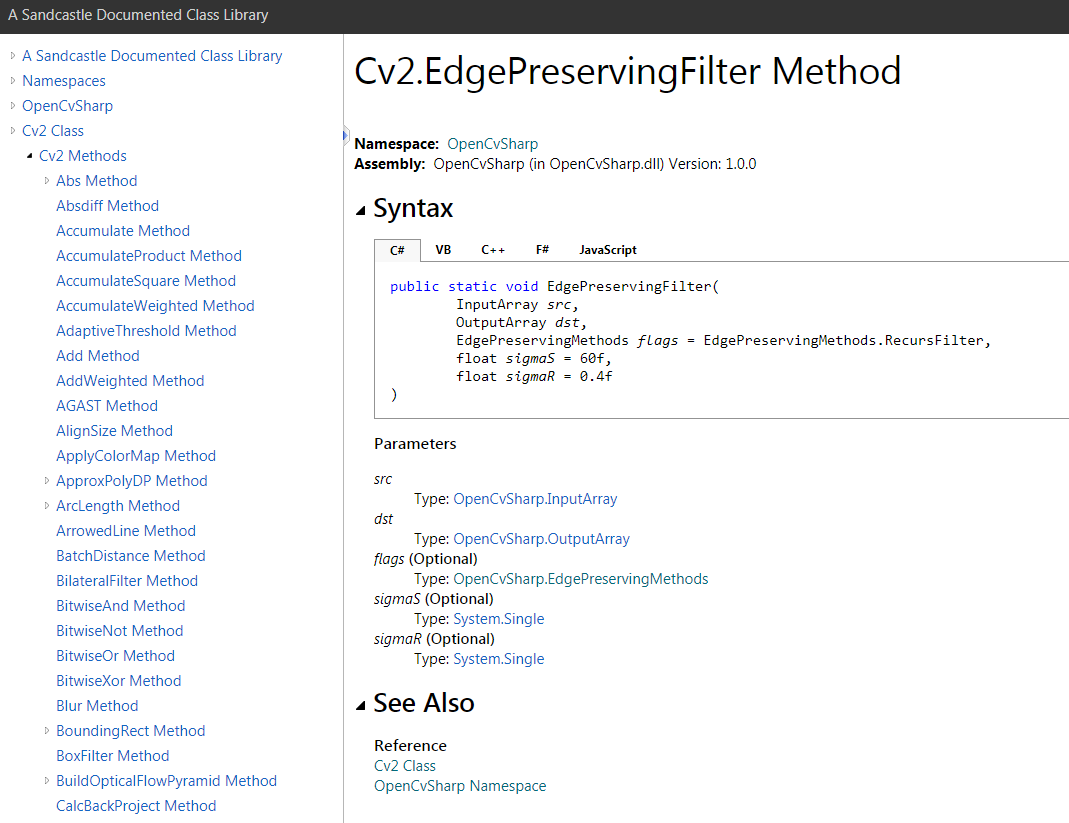 A Sandcastle Documented Class Library
A Sandcastle Documented Class Library
Namespaces
OpenCvSharp
Cv2 Class
Cv2 Methods
Abs Method
Absdiff Method
Accumulate Method
AccumulateProduct Method
AccumulateSquare Method
AccumulateWeighted Method
AdaptiveThreshold Method
Add Method
AddWeighted Method
AGAST Method
AlignSize Method
ApplyColorMap Method
ApproxPolyDP Method
ArcLength Method
ArrowedLine Method
BatchDistance Method
BilateralFilter Method
BitwiseAnd Method
BitwiseNot Method
BitwiseOr Method
BitwiseXor Method
Blur Method
BoundingRect Method
BoxFilter Method
BuildOpticalFlowPyramid Method
CalcBackProject Method
Cv2.EdgePreservingFilter Method
Namespace: OpenCvSharp
Assembly: OpenCvSharp (in OpenCvSharp.dll) Version: 1.0.0
Syntax
C# VB C++ F# JavaScript
public static void EdgePreservingFilter(
InputArray src,
OutputArray dst,
EdgePreservingMethods flags = EdgePreservingMethods.RecursFilter,
float sigmaS = 60f,
float sigmaR = 0.4f
)
Parameters
src
Type: OpenCvSharp.InputArray
dst
Type: OpenCvSharp.OutputArray
flags (Optional)
Type: OpenCvSharp.EdgePreservingMethods
sigmaS (Optional)
Type: System.Single
sigmaR (Optional)
Type: System.Single
See Also
Reference
Cv2 Class
OpenCvSharp Namespace